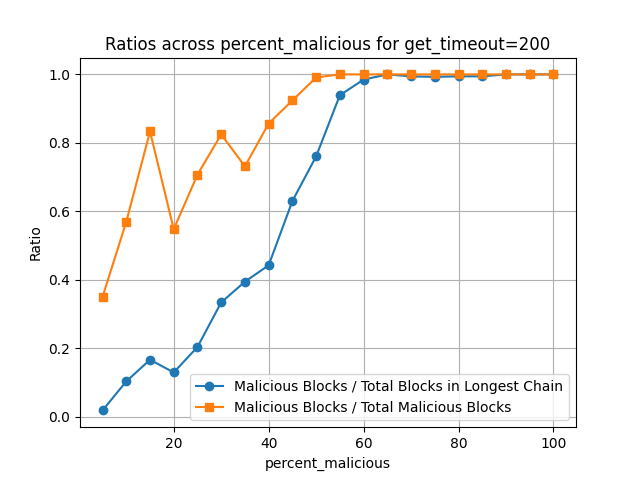 Ratios across percent_malicious for get_timeout=200
Ratio
1.0
0.8
0.6
0.4
0.2
0.0
Malicious Blocks / Total Blocks in Longest Chain
Malicious Blocks / Total Malicious Blocks
20 40 60 80 100
percent_malicious